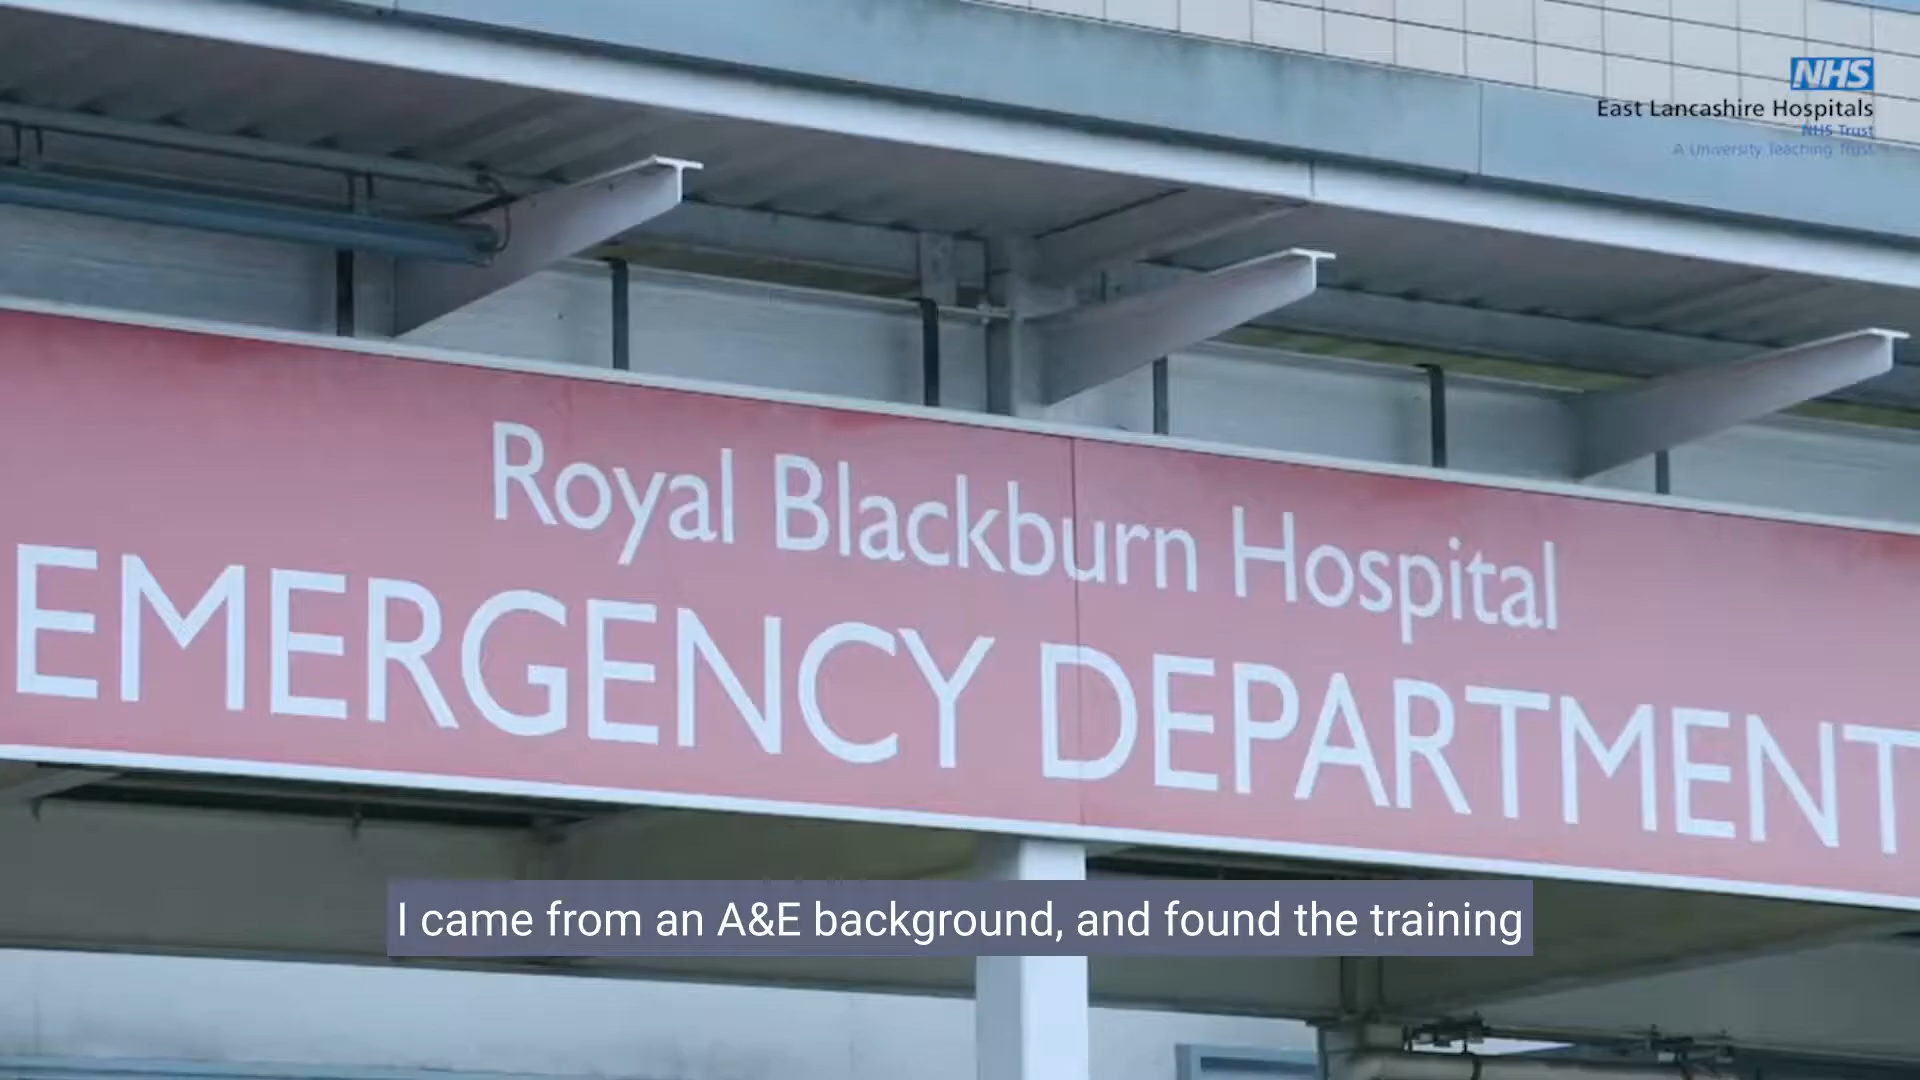 NHS
East Lancashire Hospitals
NHS Trust
A University Teaching Trust
Royal Blackburn Hospital
EMERGENCY DEPARTMENT
I came from an A&E background, and found the training